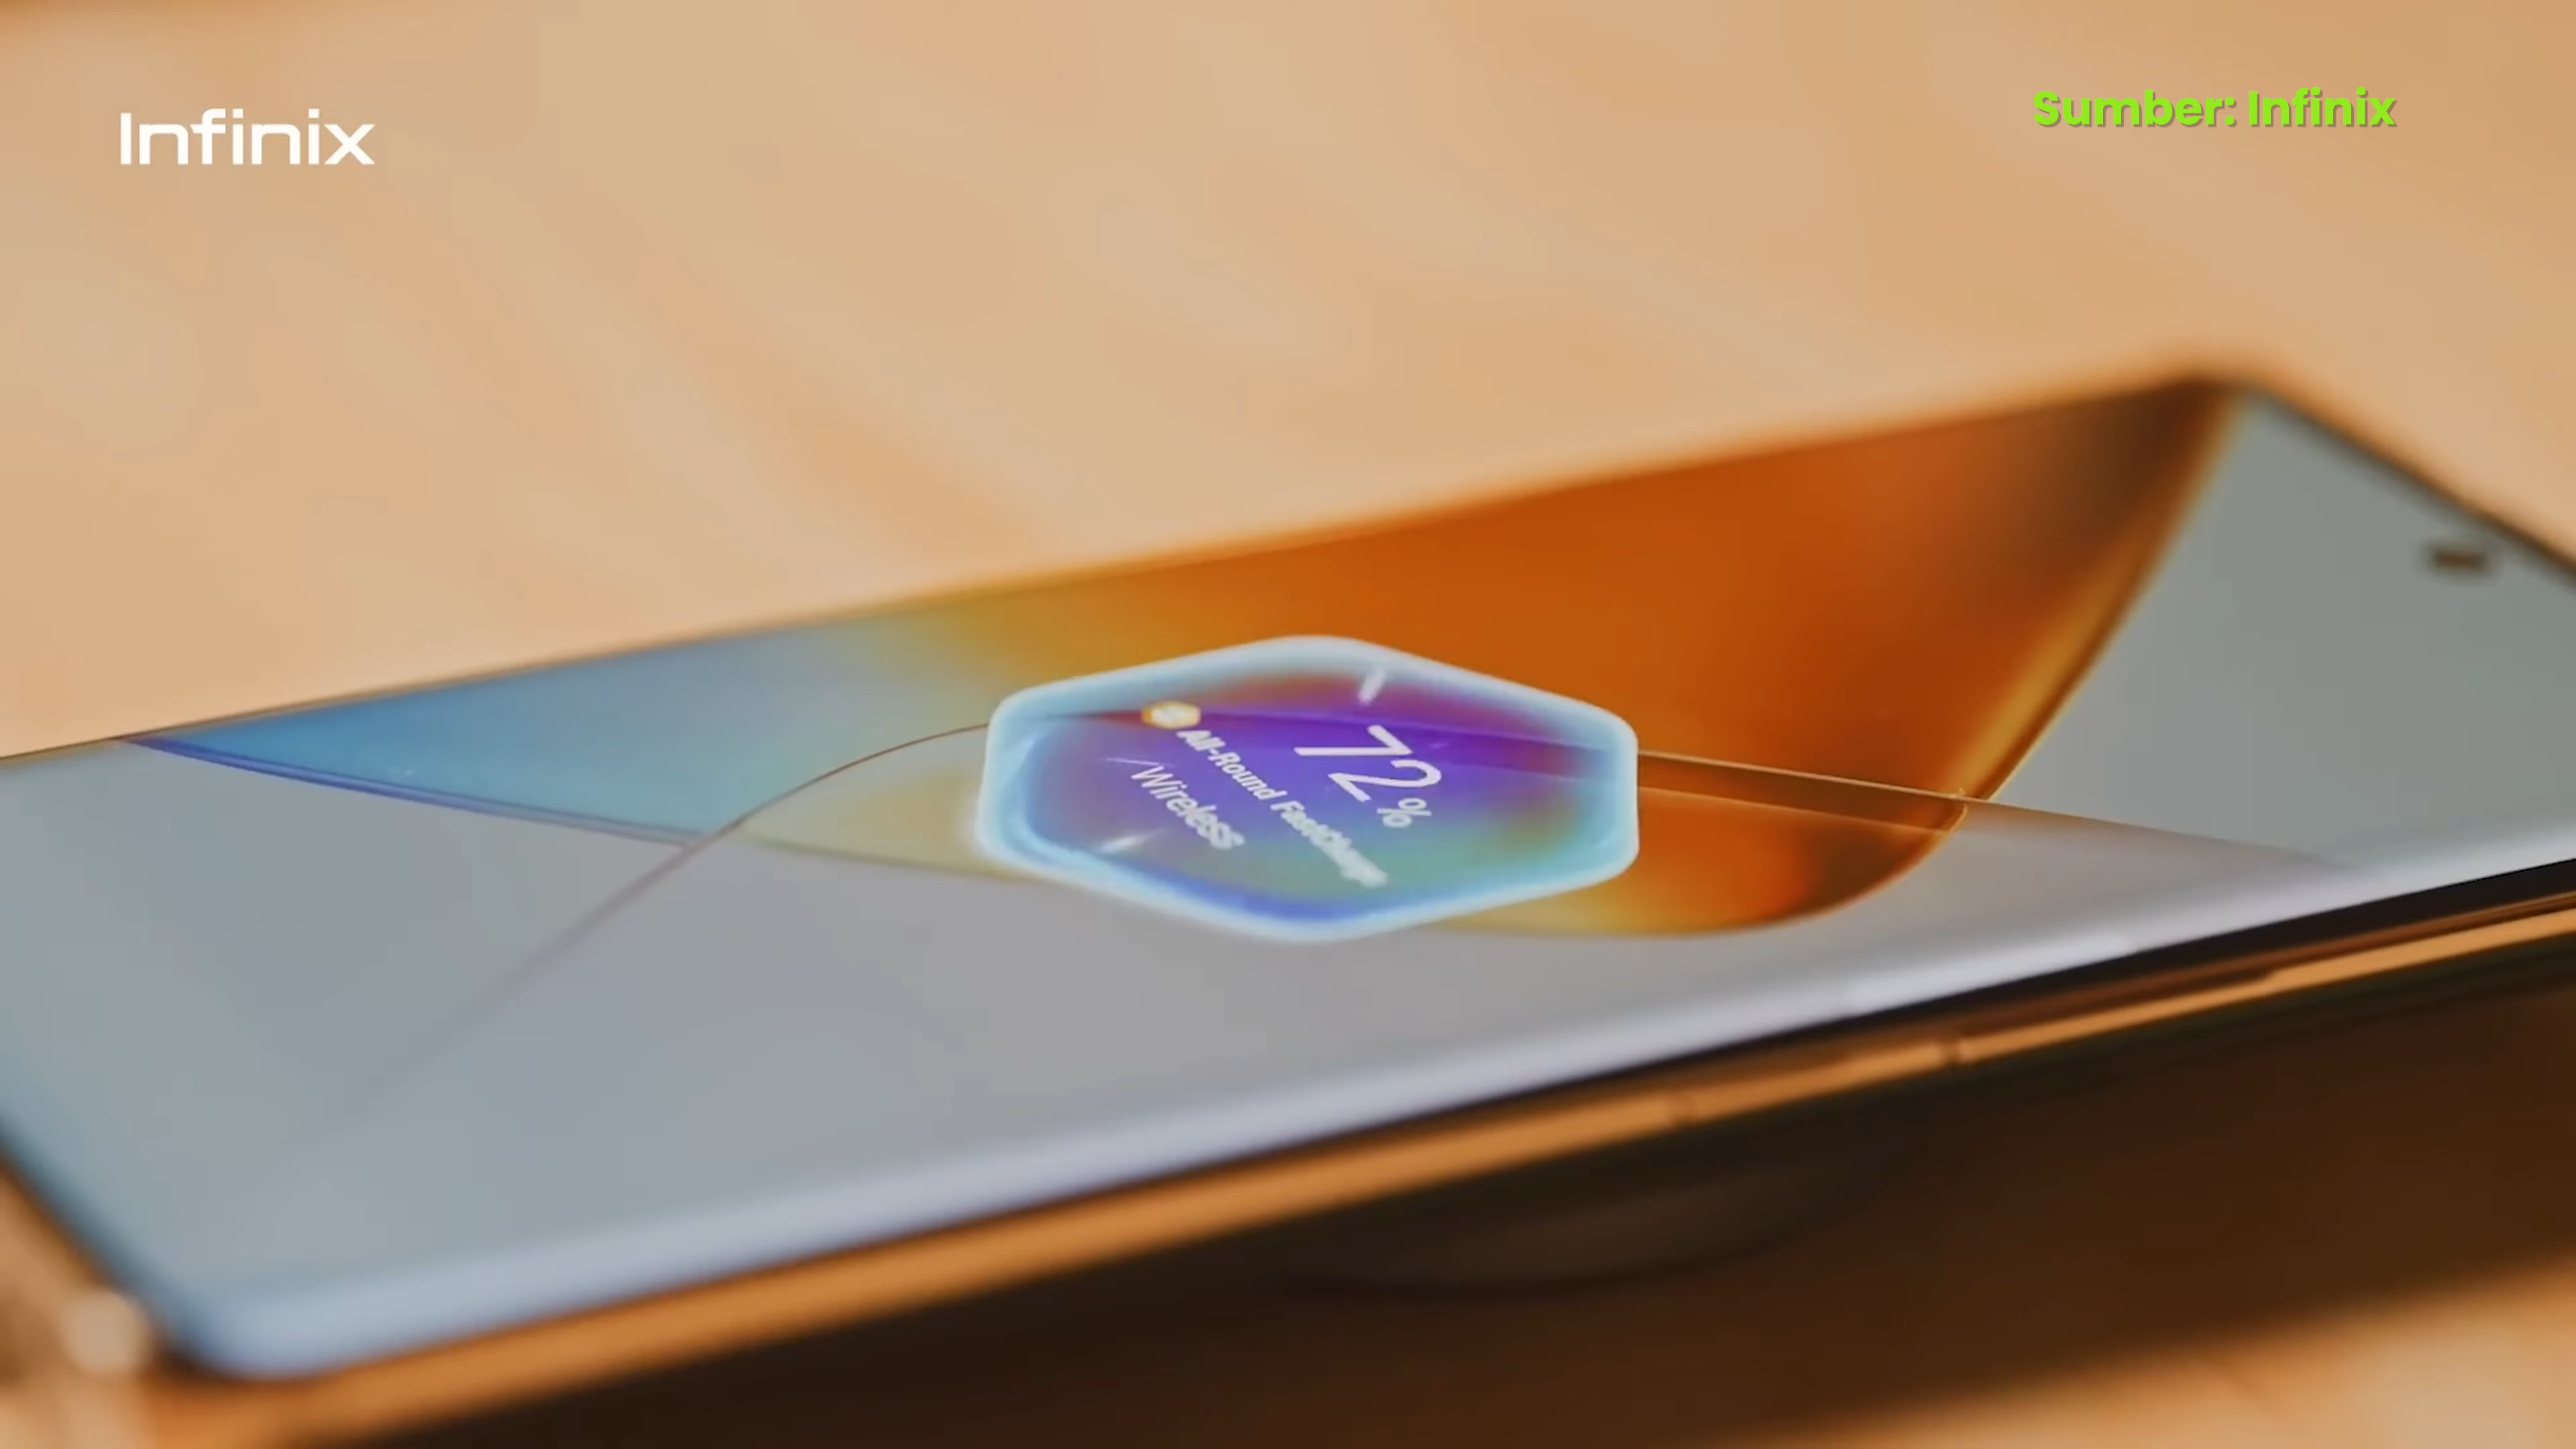 Infinix
Sumber: Infinix
72%
All-Round FastCharge
Wireless